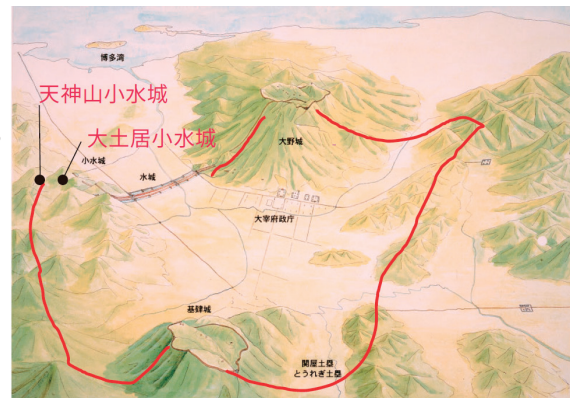 博多湾
天神山小水城
大土居小水城
小水城
水城
大野城
大宰府政庁
基肄城
関屋土塁
とうれぎ土塁